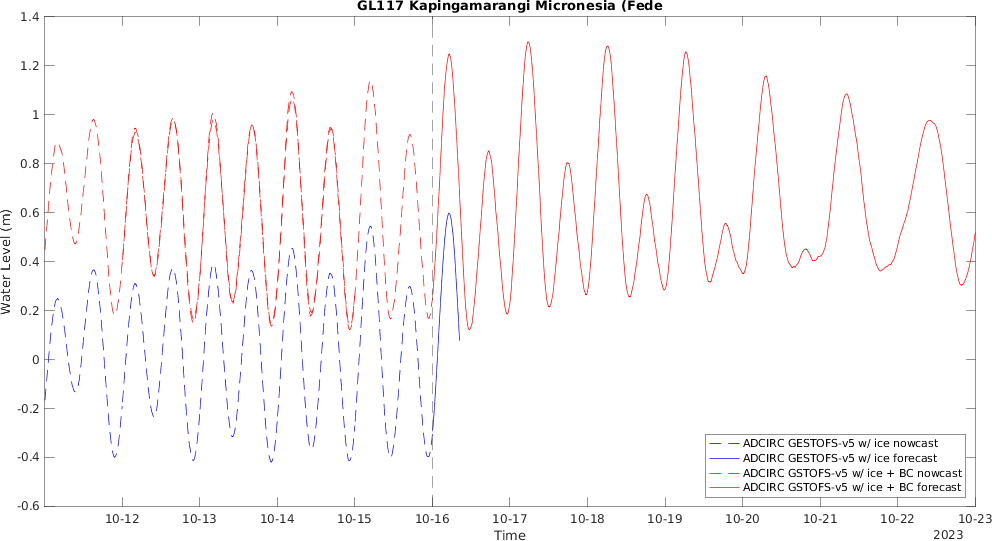 GL117 Kapingamarangi Micronesia (Fede
1.4
1.2
1
0.8
0.6
0.4
0.2
0
-0.2
-0.4
-0.6
Water Level (m)
ADCIRC GESTOFS-v5 w/ ice nowcast
ADCIRC GESTOFS-v5 w/ ice forecast
ADCIRC GSTOFS-v5 w/ ice + BC nowcast
ADCIRC GSTOFS-v5 w/ ice + BC forecast
10-12 10-13 10-14 10-15 10-16 10-17 10-18 10-19 10-20 10-21 10-22 10-23
Time
2023